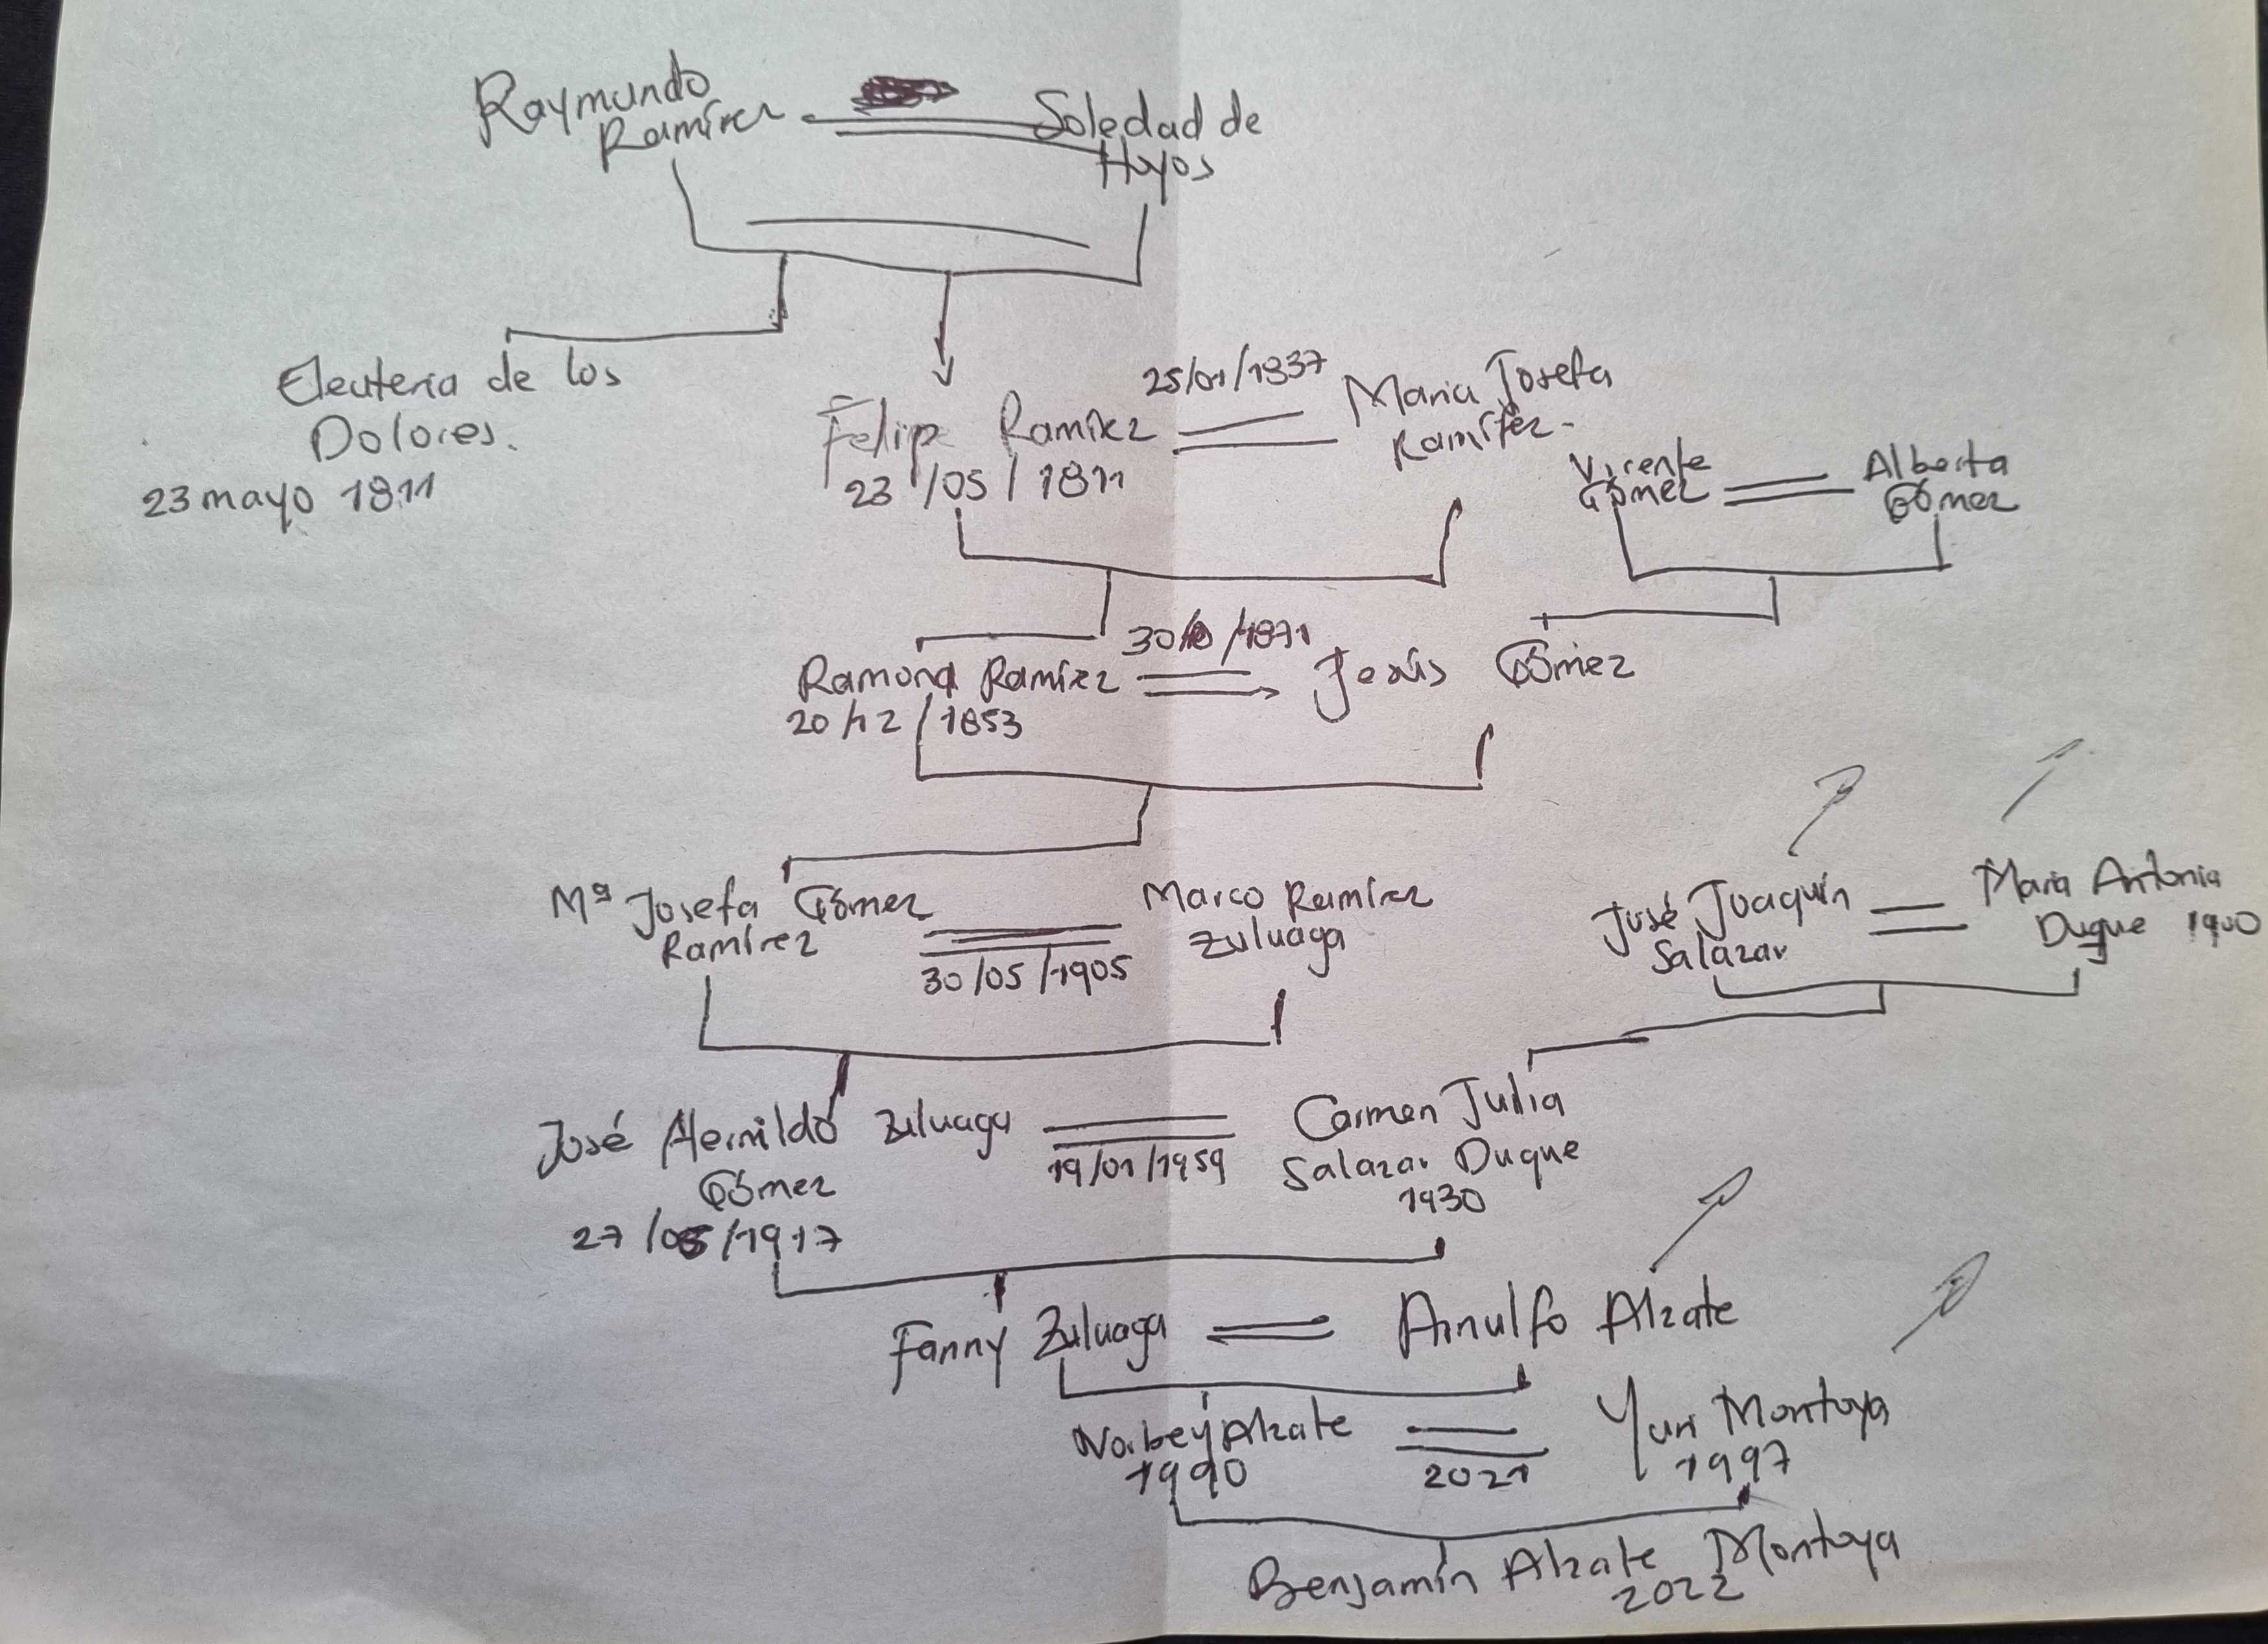 Raymundo
Ramírez
Soledad de
Hoyos
Eleuteria de los
Dolores.
23 mayo 1811
Felipe Ramírez
23/05/1811
25/01/1837
Maria Josefa
Ramírez.
Vicente
Gómez
Alberta
Gómez
Ramona Ramírez
20/12/1853
/1871
Jesús Gómez
Mª Josefa Gómez
Ramírez
30/05/1905
Marco Ramírez
Zuluaga
José Joaquín
Salazar
Maria Antonia
Duque 1900
José Hernildo Zuluaga
Gómez
27/05/1917
19/01/1959
Carmen Julia
Salazar Duque
1930
Fanny Zuluaga
Arnulfo Alzate
Norbey Alzate
1990
2021
Yuri Montoya
1997
Benjamín Alzate Montoya
2022